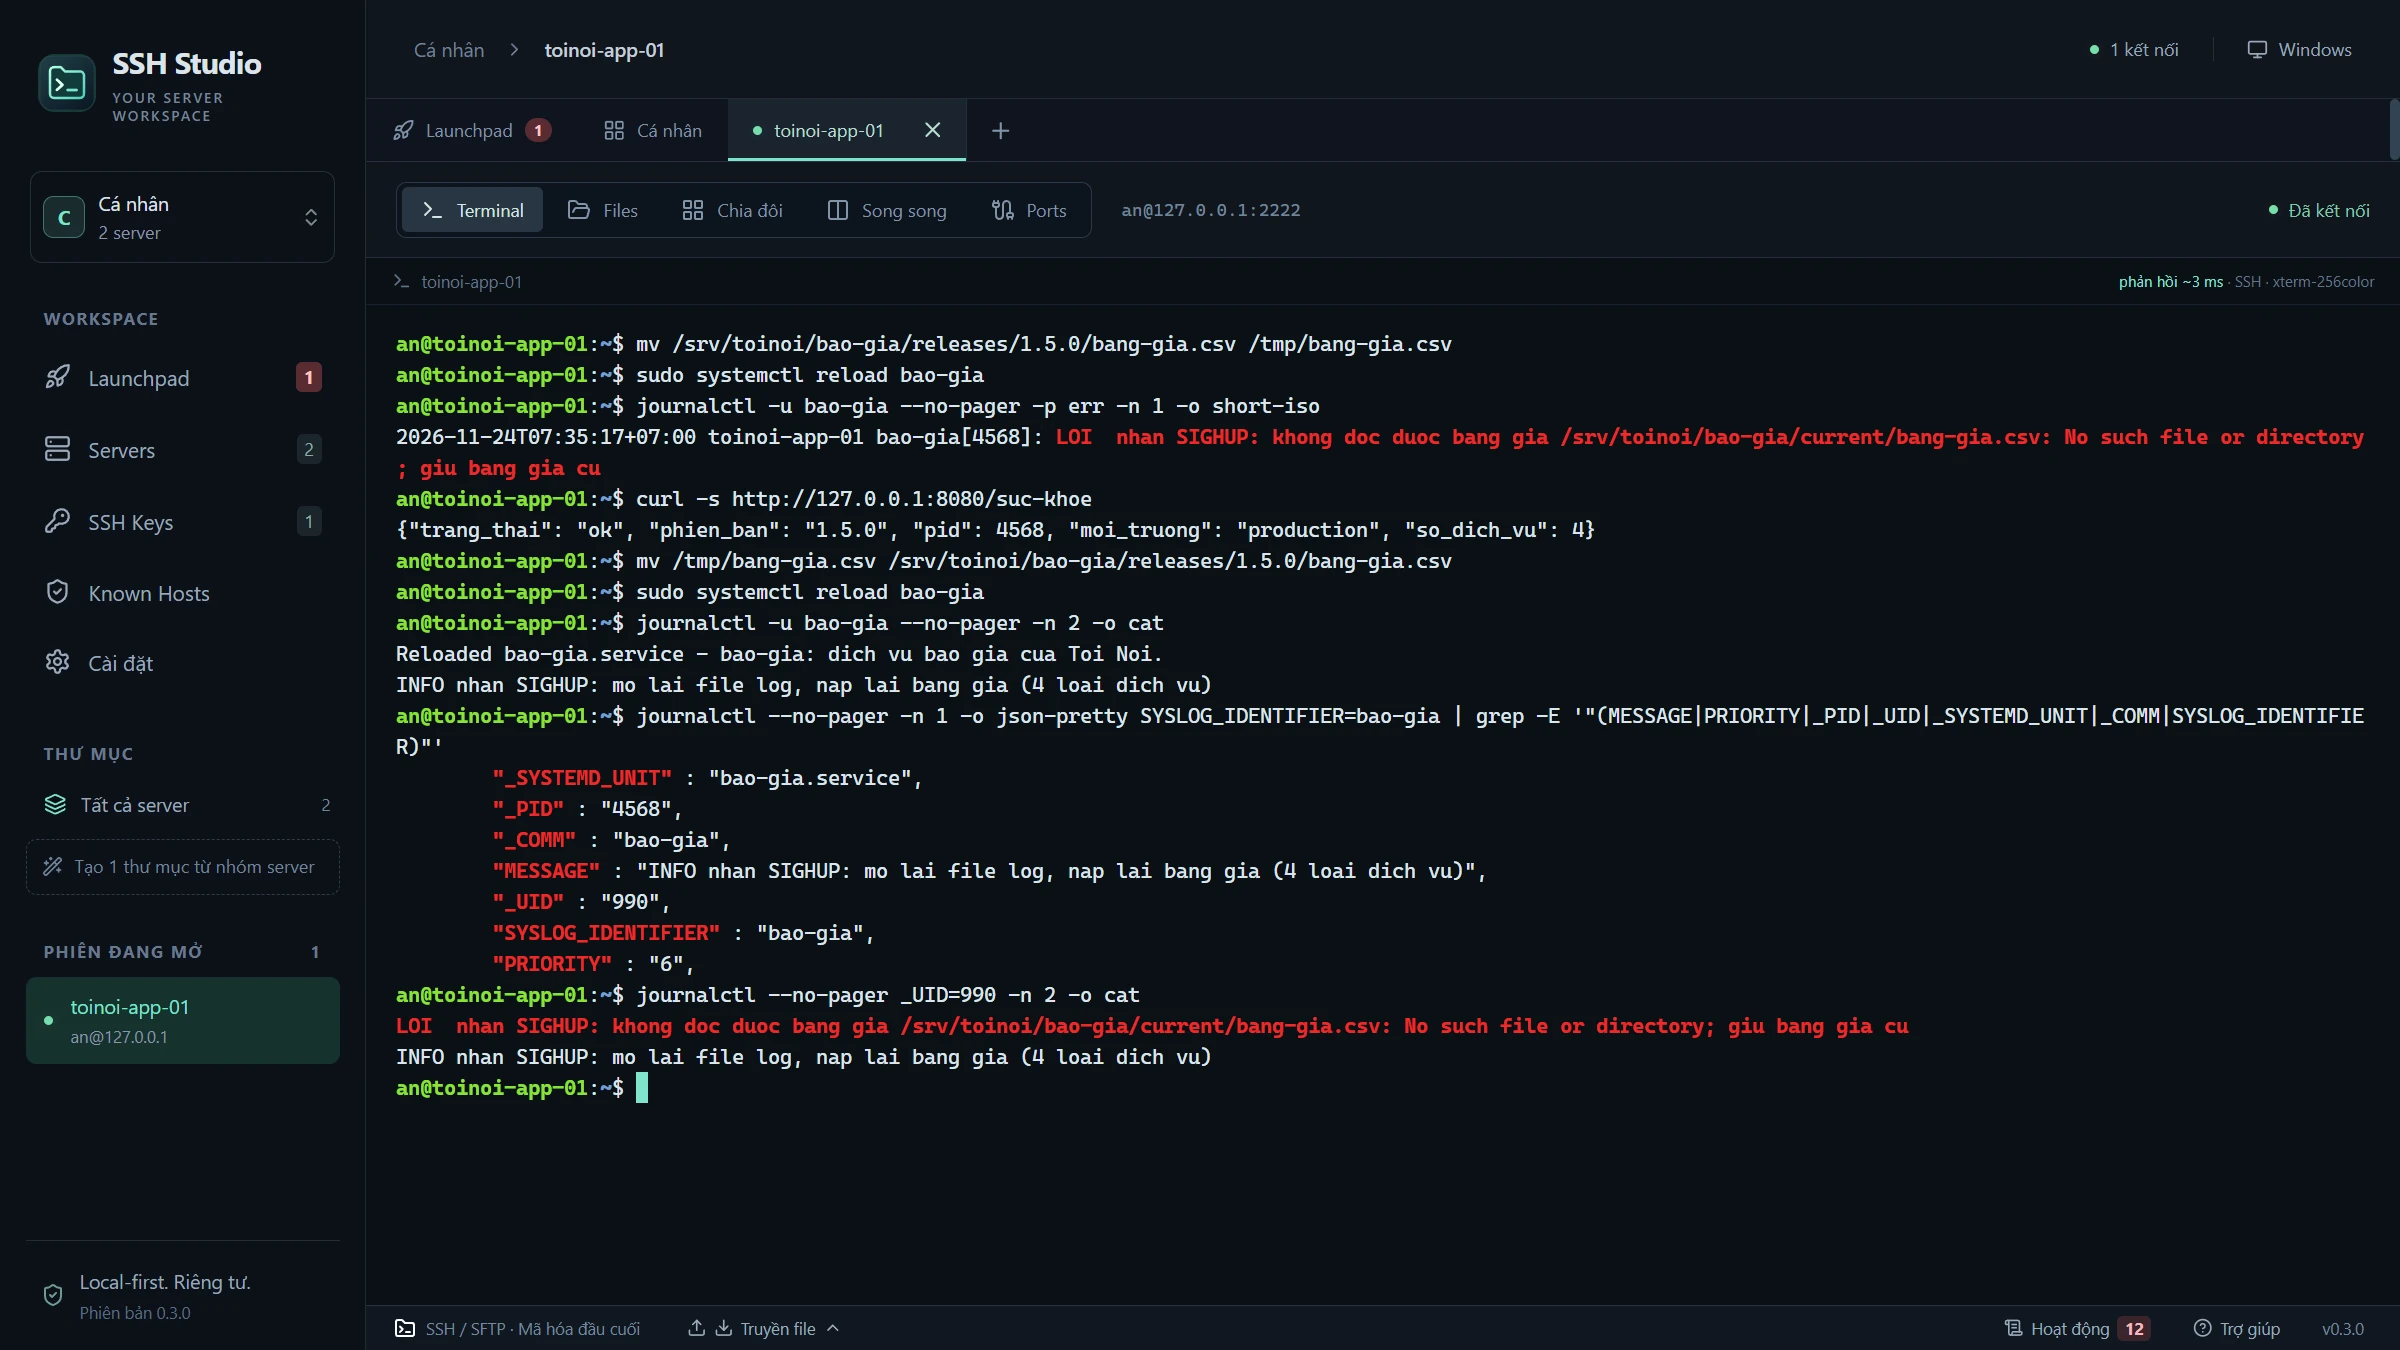 SSH Studio
YOUR SERVER
WORKSPACE
C
Cá nhân
2 server
WORKSPACE
Launchpad 1
Servers 2
SSH Keys 1
Known Hosts
Cài đặt
THƯ MỤC
Tất cả server 2
Tạo 1 thư mục từ nhóm server
PHIÊN ĐANG MỞ 1
toinoi-app-01
an@127.0.0.1
Local-first. Riêng tư.
Phiên bản 0.3.0
Cá nhân > toinoi-app-01
1 kết nối
Windows
Launchpad 1
Cá nhân
toinoi-app-01
Terminal
Files
Chia đôi
Song song
Ports
an@127.0.0.1:2222
Đã kết nối
toinoi-app-01
phản hồi ~3 ms · SSH · xterm-256color
an@toinoi-app-01:~$ mv /srv/toinoi/bao-gia/releases/1.5.0/bang-gia.csv /tmp/bang-gia.csv
an@toinoi-app-01:~$ sudo systemctl reload bao-gia
an@toinoi-app-01:~$ journalctl -u bao-gia --no-pager -p err -n 1 -o short-iso
2026-11-24T07:35:17+07:00 toinoi-app-01 bao-gia[4568]: LOI  nhan SIGHUP: khong doc duoc bang gia /srv/toinoi/bao-gia/current/bang-gia.csv: No such file or directory
; giu bang gia cu
an@toinoi-app-01:~$ curl -s http://127.0.0.1:8080/suc-khoe
{"trang_thai": "ok", "phien_ban": "1.5.0", "pid": 4568, "moi_truong": "production", "so_dich_vu": 4}
an@toinoi-app-01:~$ mv /tmp/bang-gia.csv /srv/toinoi/bao-gia/releases/1.5.0/bang-gia.csv
an@toinoi-app-01:~$ sudo systemctl reload bao-gia
an@toinoi-app-01:~$ journalctl -u bao-gia --no-pager -n 2 -o cat
Reloaded bao-gia.service - bao-gia: dich vu bao gia cua Toi Noi.
INFO nhan SIGHUP: mo lai file log, nap lai bang gia (4 loai dich vu)
an@toinoi-app-01:~$ journalctl --no-pager -n 1 -o json-pretty SYSLOG_IDENTIFIER=bao-gia | grep -E '"(MESSAGE|PRIORITY|_PID|_UID|_SYSTEMD_UNIT|_COMM|SYSLOG_IDENTIFIE
R)"'
"_SYSTEMD_UNIT" : "bao-gia.service",
"_PID" : "4568",
"_COMM" : "bao-gia",
"MESSAGE" : "INFO nhan SIGHUP: mo lai file log, nap lai bang gia (4 loai dich vu)",
"_UID" : "990",
"SYSLOG_IDENTIFIER" : "bao-gia",
"PRIORITY" : "6",
an@toinoi-app-01:~$ journalctl --no-pager _UID=990 -n 2 -o cat
LOI  nhan SIGHUP: khong doc duoc bang gia /srv/toinoi/bao-gia/current/bang-gia.csv: No such file or directory; giu bang gia cu
INFO nhan SIGHUP: mo lai file log, nap lai bang gia (4 loai dich vu)
an@toinoi-app-01:~$
SSH / SFTP · Mã hóa đầu cuối
Truyền file
Hoạt động 12
Trợ giúp
v0.3.0